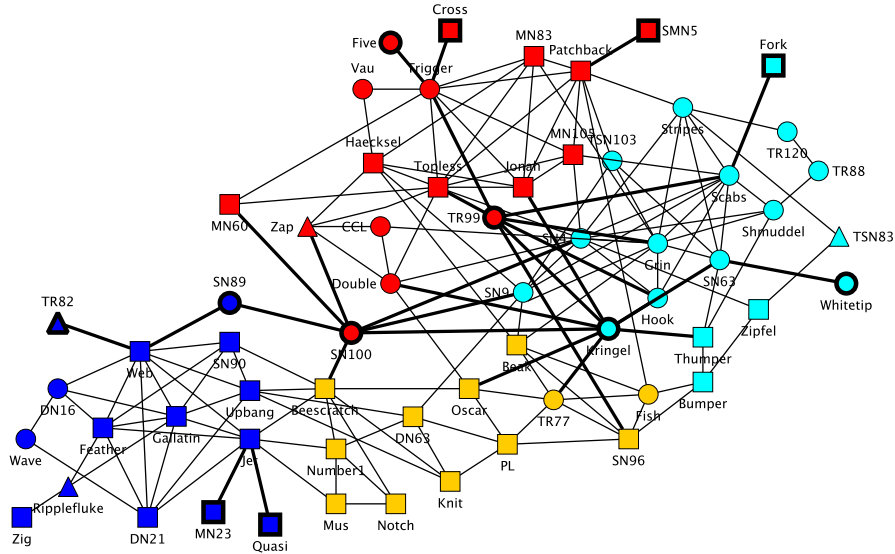 Cross
Five
SMN5
MN83
Patchback
Fork
Vau
Trigger
Stripes
Haecksel
MN105
TSN103
TR120
Topless
Jonah
TR88
Scabs
MN60
Zap
CCL
TR99
SN4
Shmuddel
Grin
TSN83
SN63
SN89
Double
SN9
Hook
Whitetip
TR82
Zipfel
SN100
Kringel
Thumper
Web
SN90
Beak
DN16
Upbang
Beescratch
Oscar
TR77
Fish
Bumper
Feather
Gallatin
DN63
Wave
Jet
Number1
PL
SN96
Ripplefluke
Knit
Zig
DN21
MN23
Quasi
Mus
Notch